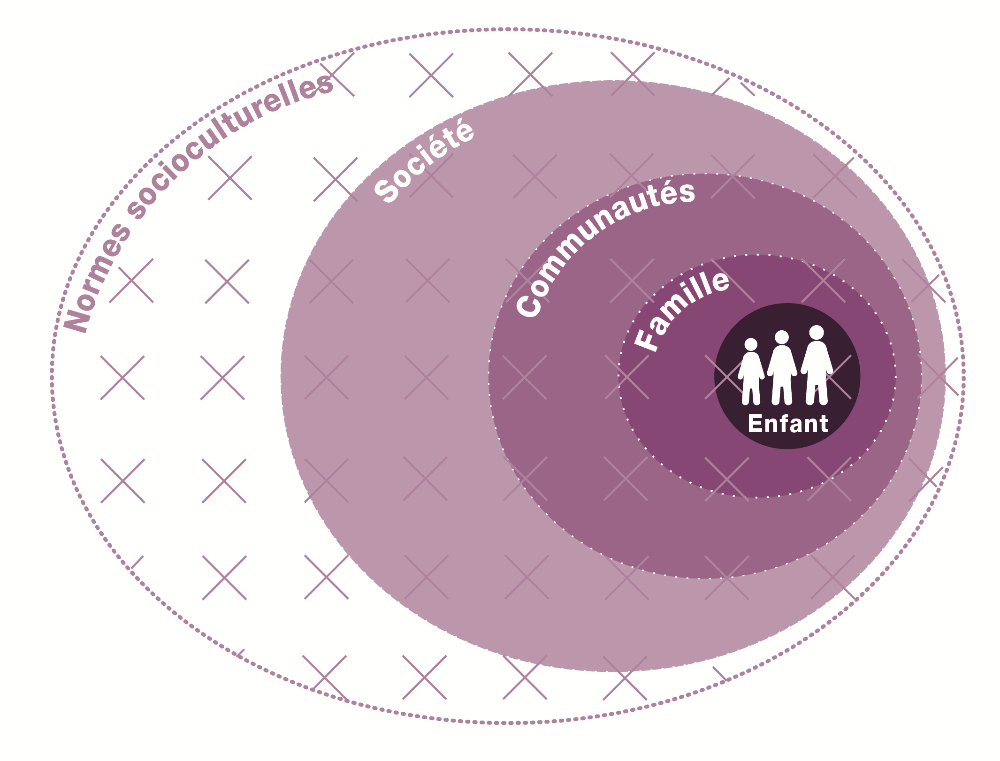 Normes socioculturelles
Société
Communautés
Famille
Enfant